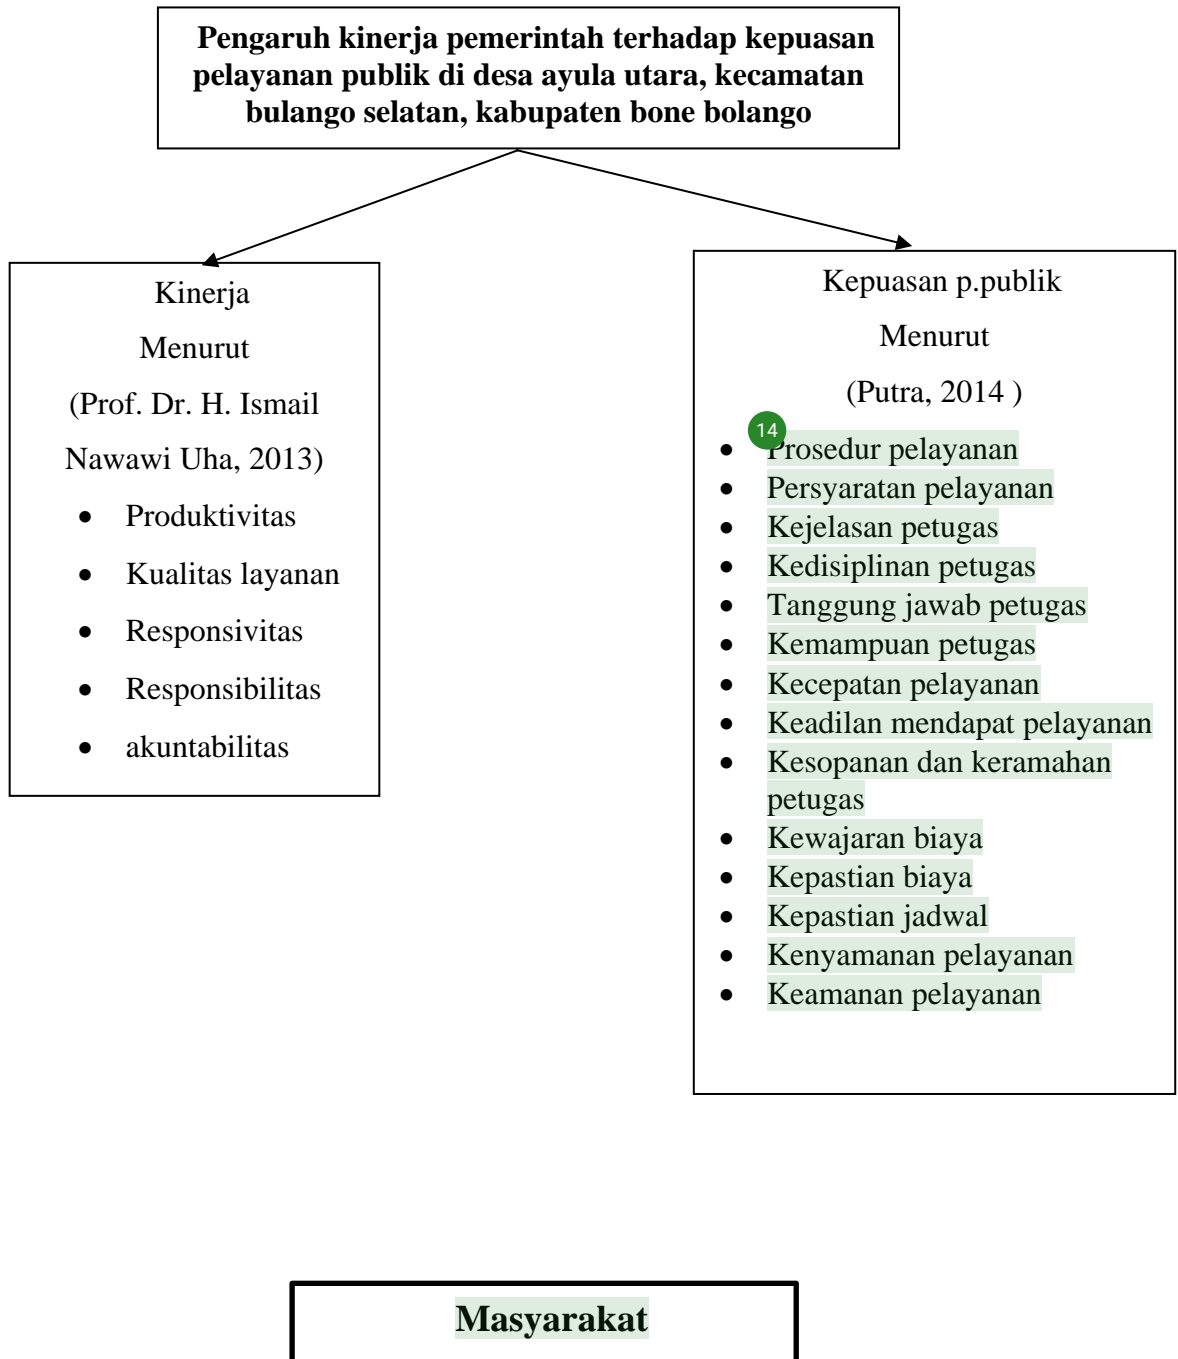 Pengaruh kinerja pemerintah terhadap kepuasan
pelayanan publik di desa ayula utara, kecamatan
bulango selatan, kabupaten bone bolango
Kinerja
Menurut
(Prof. Dr. H. Ismail
Nawawi Uha, 2013)
• Produktivitas
• Kualitas layanan
• Responsivitas
• Responsibilitas
• akuntabilitas
Kepuasan p.publik
Menurut
(Putra, 2014 )
14
• Prosedur pelayanan
• Persyaratan pelayanan
• Kejelasan petugas
• Kedisiplinan petugas
• Tanggung jawab petugas
• Kemampuan petugas
• Kecepatan pelayanan
• Keadilan mendapat pelayanan
• Kesopanan dan keramahan
petugas
• Kewajaran biaya
• Kepastian biaya
• Kepastian jadwal
• Kenyamanan pelayanan
• Keamanan pelayanan
Masyarakat